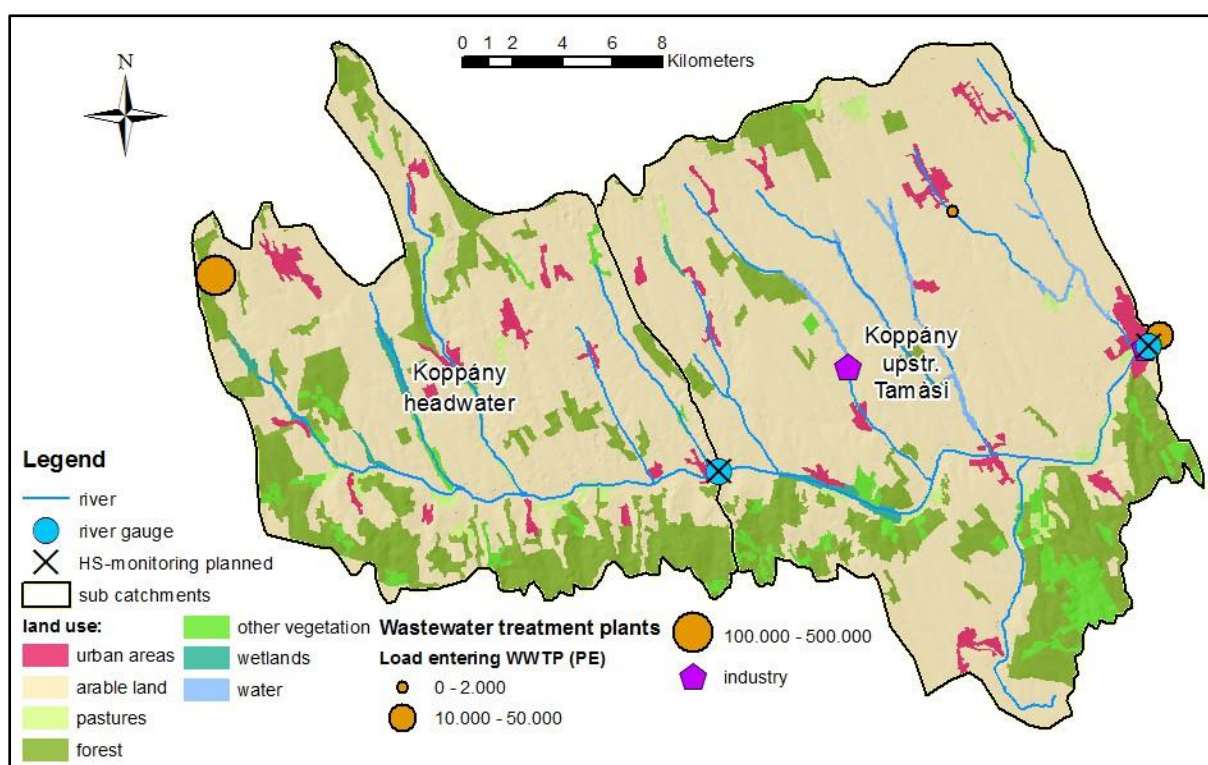 N
0 1 2 4 6 8
Kilometers
Koppány
headwater
Koppány
upstr.
Tamàsi
Legend
river
river gauge
HS-monitoring planned
sub catchments
land use:
urban areas
arable land
pastures
forest
other vegetation
wetlands
water
Wastewater treatment plants
Load entering WWTP (PE)
0 - 2.000
10.000 - 50.000
100.000 - 500.000
industry